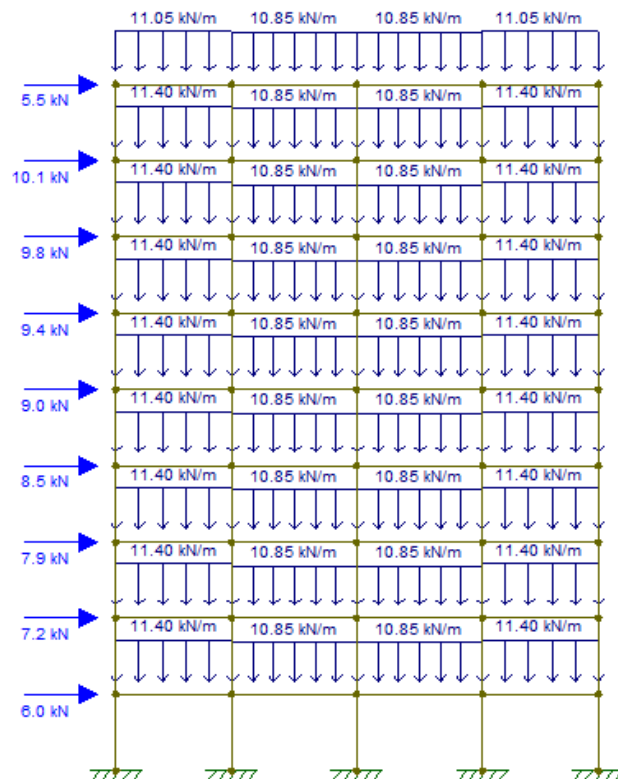 11.05 kN/m 10.85 kN/m 10.85 kN/m 11.05 kN/m
5.5 kN 11.40 kN/m 10.85 kN/m 10.85 kN/m 11.40 kN/m
10.1 kN 11.40 kN/m 10.85 kN/m 10.85 kN/m 11.40 kN/m
9.8 kN 11.40 kN/m 10.85 kN/m 10.85 kN/m 11.40 kN/m
9.4 kN 11.40 kN/m 10.85 kN/m 10.85 kN/m 11.40 kN/m
9.0 kN 11.40 kN/m 10.85 kN/m 10.85 kN/m 11.40 kN/m
8.5 kN 11.40 kN/m 10.85 kN/m 10.85 kN/m 11.40 kN/m
7.9 kN 11.40 kN/m 10.85 kN/m 10.85 kN/m 11.40 kN/m
7.2 kN 11.40 kN/m 10.85 kN/m 10.85 kN/m 11.40 kN/m
6.0 kN